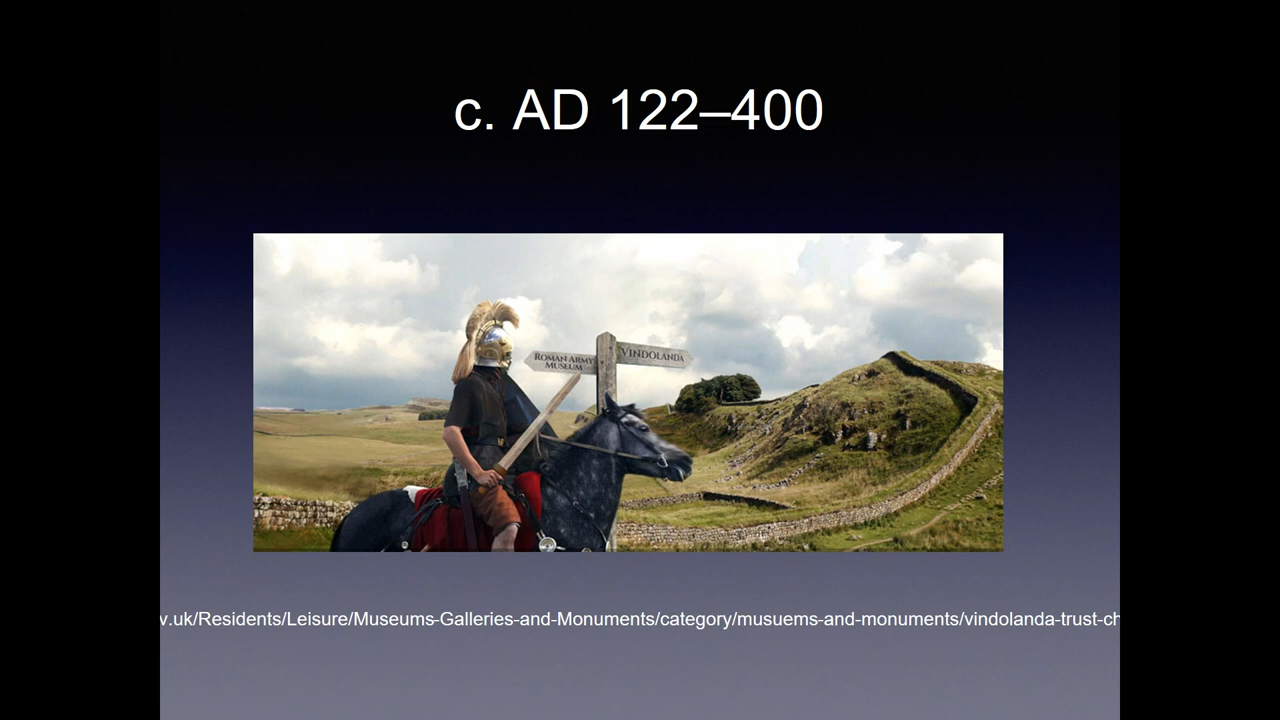 c. AD 122–400
ROMAN ARMY
MUSEUM
VINDOLANDA
v.uk/Residents/Leisure/Museums-Galleries-and-Monuments/category/musuems-and-monuments/vindolanda-trust-ch